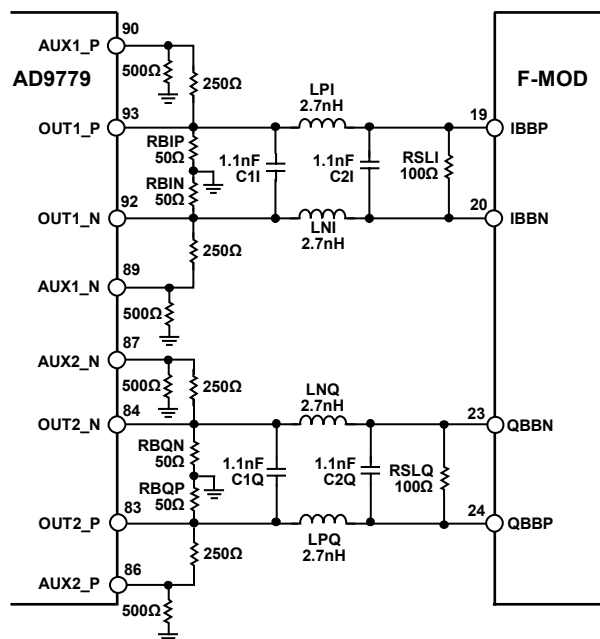 90
AUX1_P
AD9779
500Ω
250Ω
LPI
2.7nH
F-MOD
93
OUT1_P
19
IBBP
RBIP
50Ω
1.1nF
C1I
1.1nF
C2I
RSLI
100Ω
RBIN
50Ω
92
OUT1_N
20
IBBN
250Ω
LNI
2.7nH
89
AUX1_N
500Ω
87
AUX2_N
500Ω
250Ω
LNQ
2.7nH
84
OUT2_N
23
QBBN
RBQN
50Ω
1.1nF
C1Q
1.1nF
C2Q
RSLQ
100Ω
RBQP
50Ω
83
OUT2_P
24
QBBP
250Ω
LPQ
2.7nH
86
AUX2_P
500Ω